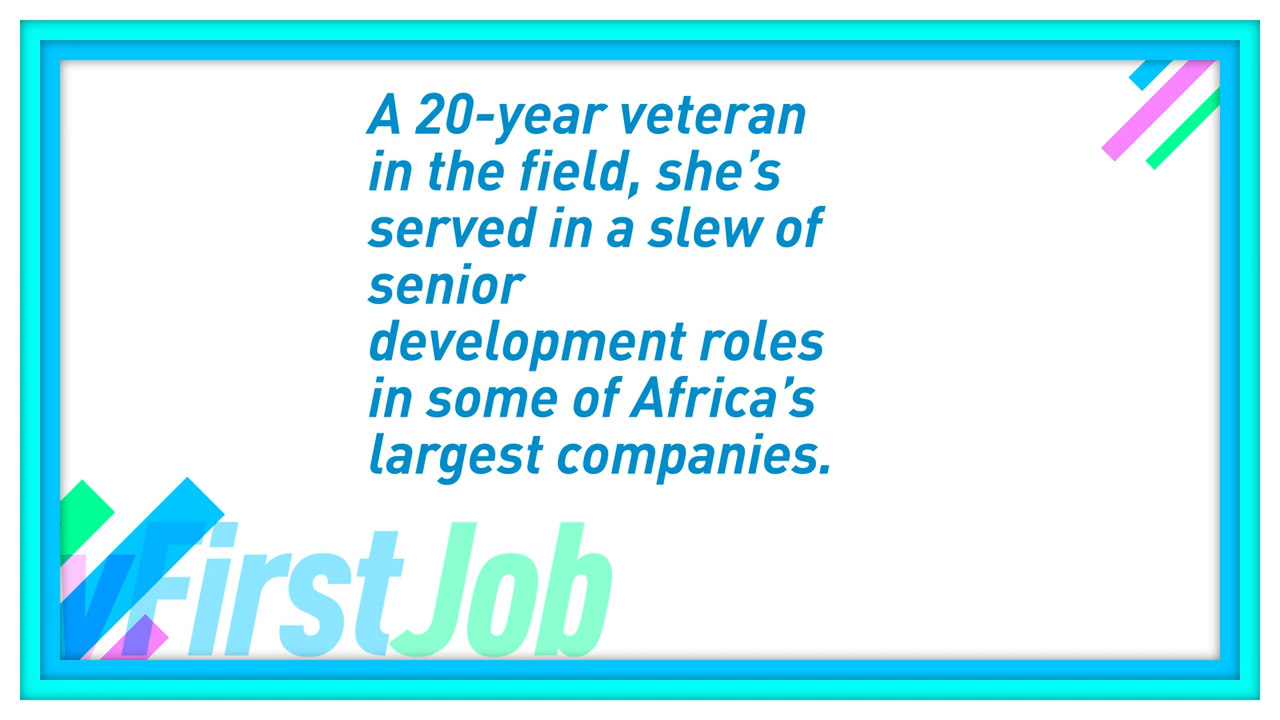 A 20-year veteran
in the field, she’s
served in a slew of
senior
development roles
in some of Africa’s
largest companies.
yFirstJob